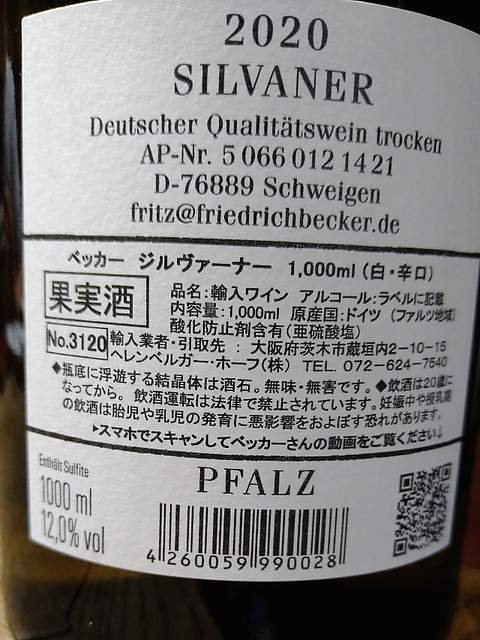 2020
SILVANER
Deutscher Qualitätswein trocken
AP-Nr. 5 066 012 14 21
D-76889 Schweigen
fritz@friedrichbecker.de
ベッカー ジルヴァーナー 1,000ml(白・辛口)
果実酒
品名:輸入ワイン アルコール:ラベルに記載
内容量:1,000ml 原産国:ドイツ (ファルツ地域)
酸化防止剤含有(亜硫酸塩)
No.3120
輸入業者・引取先 : 大阪府茨木市蔵垣内2-10-15
ヘレンベルガー・ホーフ(株) TEL. 072-624-7540
◆瓶底に浮遊する結晶体は酒石。無味・無害です。◆飲酒は20歳に
なってから。飲酒運転は法律で禁止されています。妊娠中や授乳期
の飲酒は胎児や乳児の発育に悪影響をおよぼす恐れがあります。
▸スマホでスキャンしてベッカーさんの動画をご覧ください↓
Enthält Sulfite
1000 ml
12,0% vol
PFALZ
4 260059 990028